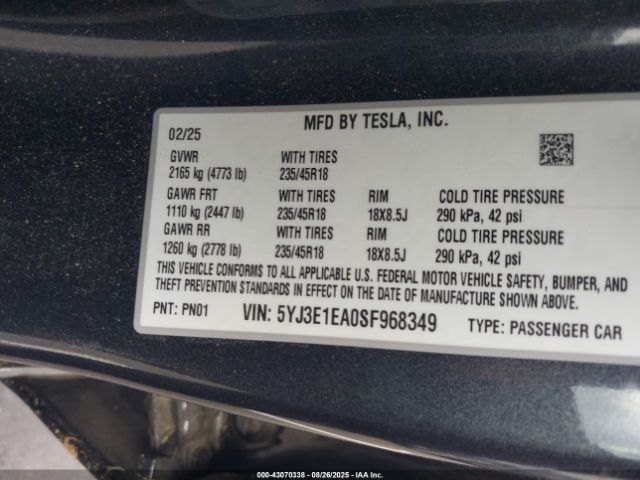 02/25 MFD BY TESLA, INC.
GVWR WITH TIRES
2165 kg (4773 lb) 235/45R18
GAWR FRT WITH TIRES RIM COLD TIRE PRESSURE
1110 kg (2447 lb) 235/45R18 18X8.5J 290 kPa, 42 psi
GAWR RR WITH TIRES RIM COLD TIRE PRESSURE
1260 kg (2778 lb) 235/45R18 18X8.5J 290 kPa, 42 psi
THIS VEHICLE CONFORMS TO ALL APPLICABLE U.S. FEDERAL MOTOR VEHICLE SAFETY, BUMPER, AND
THEFT PREVENTION STANDARDS IN EFFECT ON THE DATE OF MANUFACTURE SHOWN ABOVE.
PNT: PN01 VIN: 5YJ3E1EA0SF968349 TYPE: PASSENGER CAR
000-43070338 - 08/26/2025 - IAAI.COM - COPART